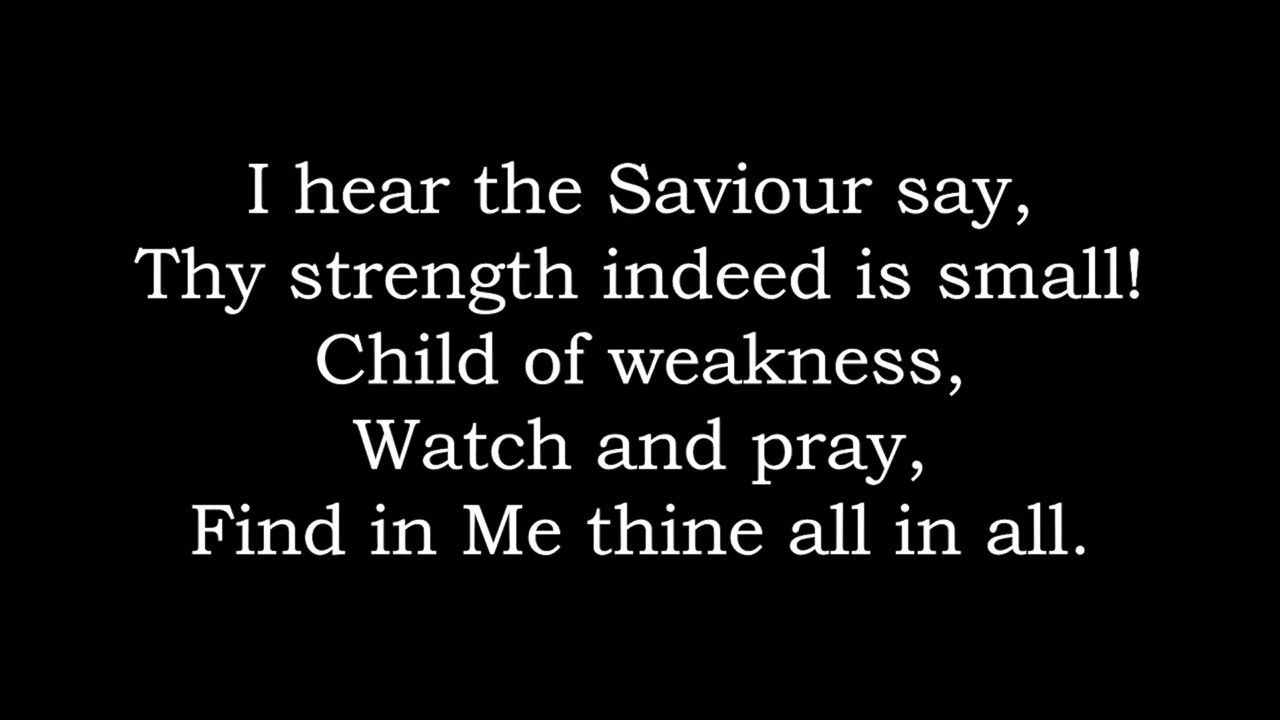 I hear the Saviour say,
Thy strength indeed is small!
Child of weakness,
Watch and pray,
Find in Me thine all in all.